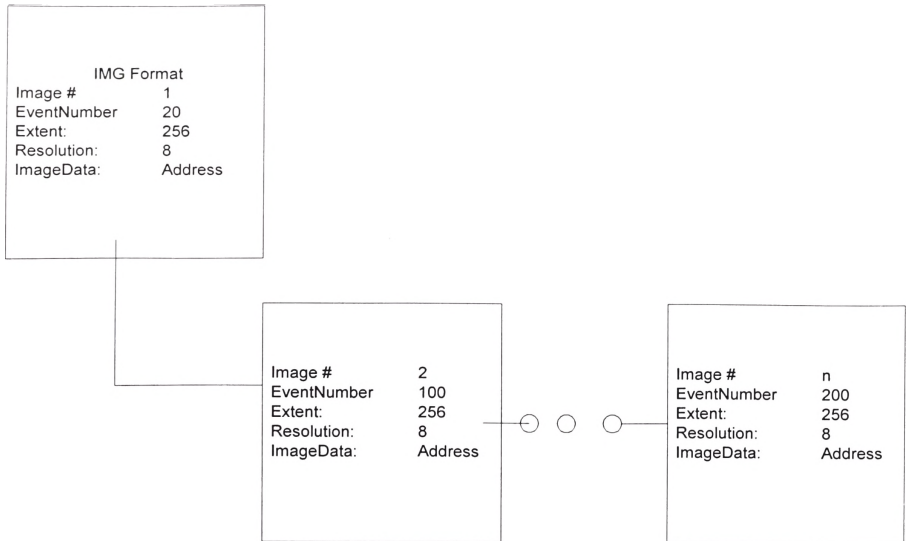 IMG Format
Image # 1
EventNumber 20
Extent: 256
Resolution: 8
ImageData: Address
Image # 2
EventNumber 100
Extent: 256
Resolution: 8
ImageData: Address
Image # n
EventNumber 200
Extent: 256
Resolution: 8
ImageData: Address